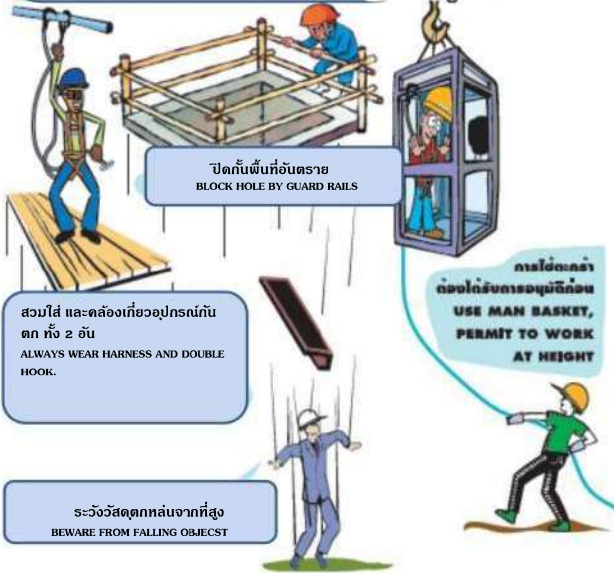 ปิดกั้นพื้นที่อันตราย
BLOCK HOLE BY GUARD RAILS
การใช้ตะกร้า
ต้องได้รับการอนุมัติก่อน
USE MAN BASKET,
PERMIT TO WORK
AT HEIGHT
สวมใส่ และคล้องเกี่ยวอุปกรณ์กัน
ตก ทั้ง 2 อัน
ALWAYS WEAR HARNESS AND DOUBLE
HOOK.
ระวังวัสดุตกหล่นจากที่สูง
BEWARE FROM FALLING OBJECST